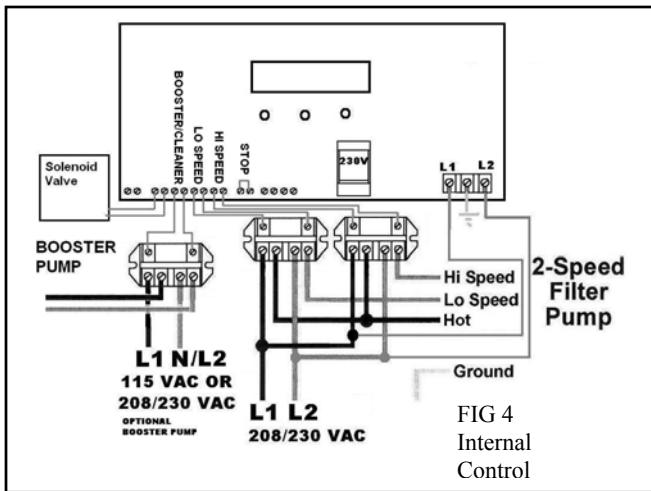 BOOSTER/CLEANER
LO SPEED
HI SPEED
STOP
230V
L1 L2
Solenoid
Valve
BOOSTER
PUMP
Hi Speed
Lo Speed
Hot
2-Speed
Filter
Pump
Ground
L1 N/L2
115 VAC OR
208/230 VAC
OPTIONAL
BOOSTER PUMP
L1 L2
208/230 VAC
FIG 4
Internal
Control